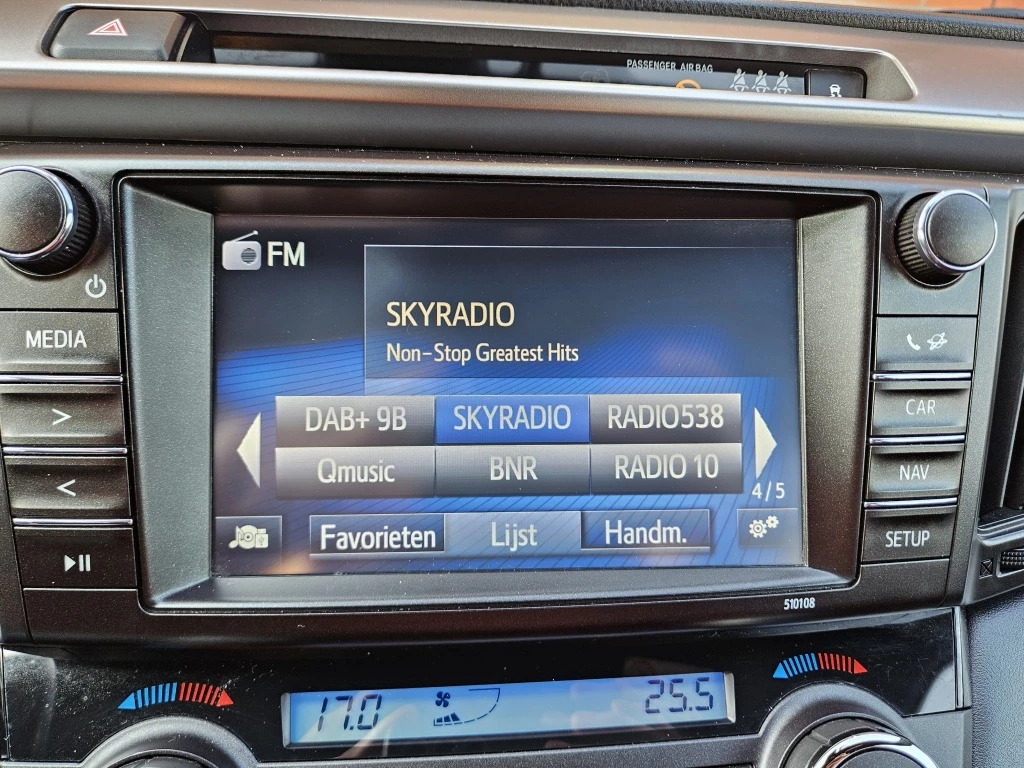 PASSENGER AIR BAG
FM
SKYRADIO
Non-Stop Greatest Hits
MEDIA
>
<
DAB+ 9B SKYRADIO RADIO538
Qmusic BNR RADIO 10
4/5
Favorieten Lijst Handm.
CAR
NAV
SETUP
510108
17.0 25.5